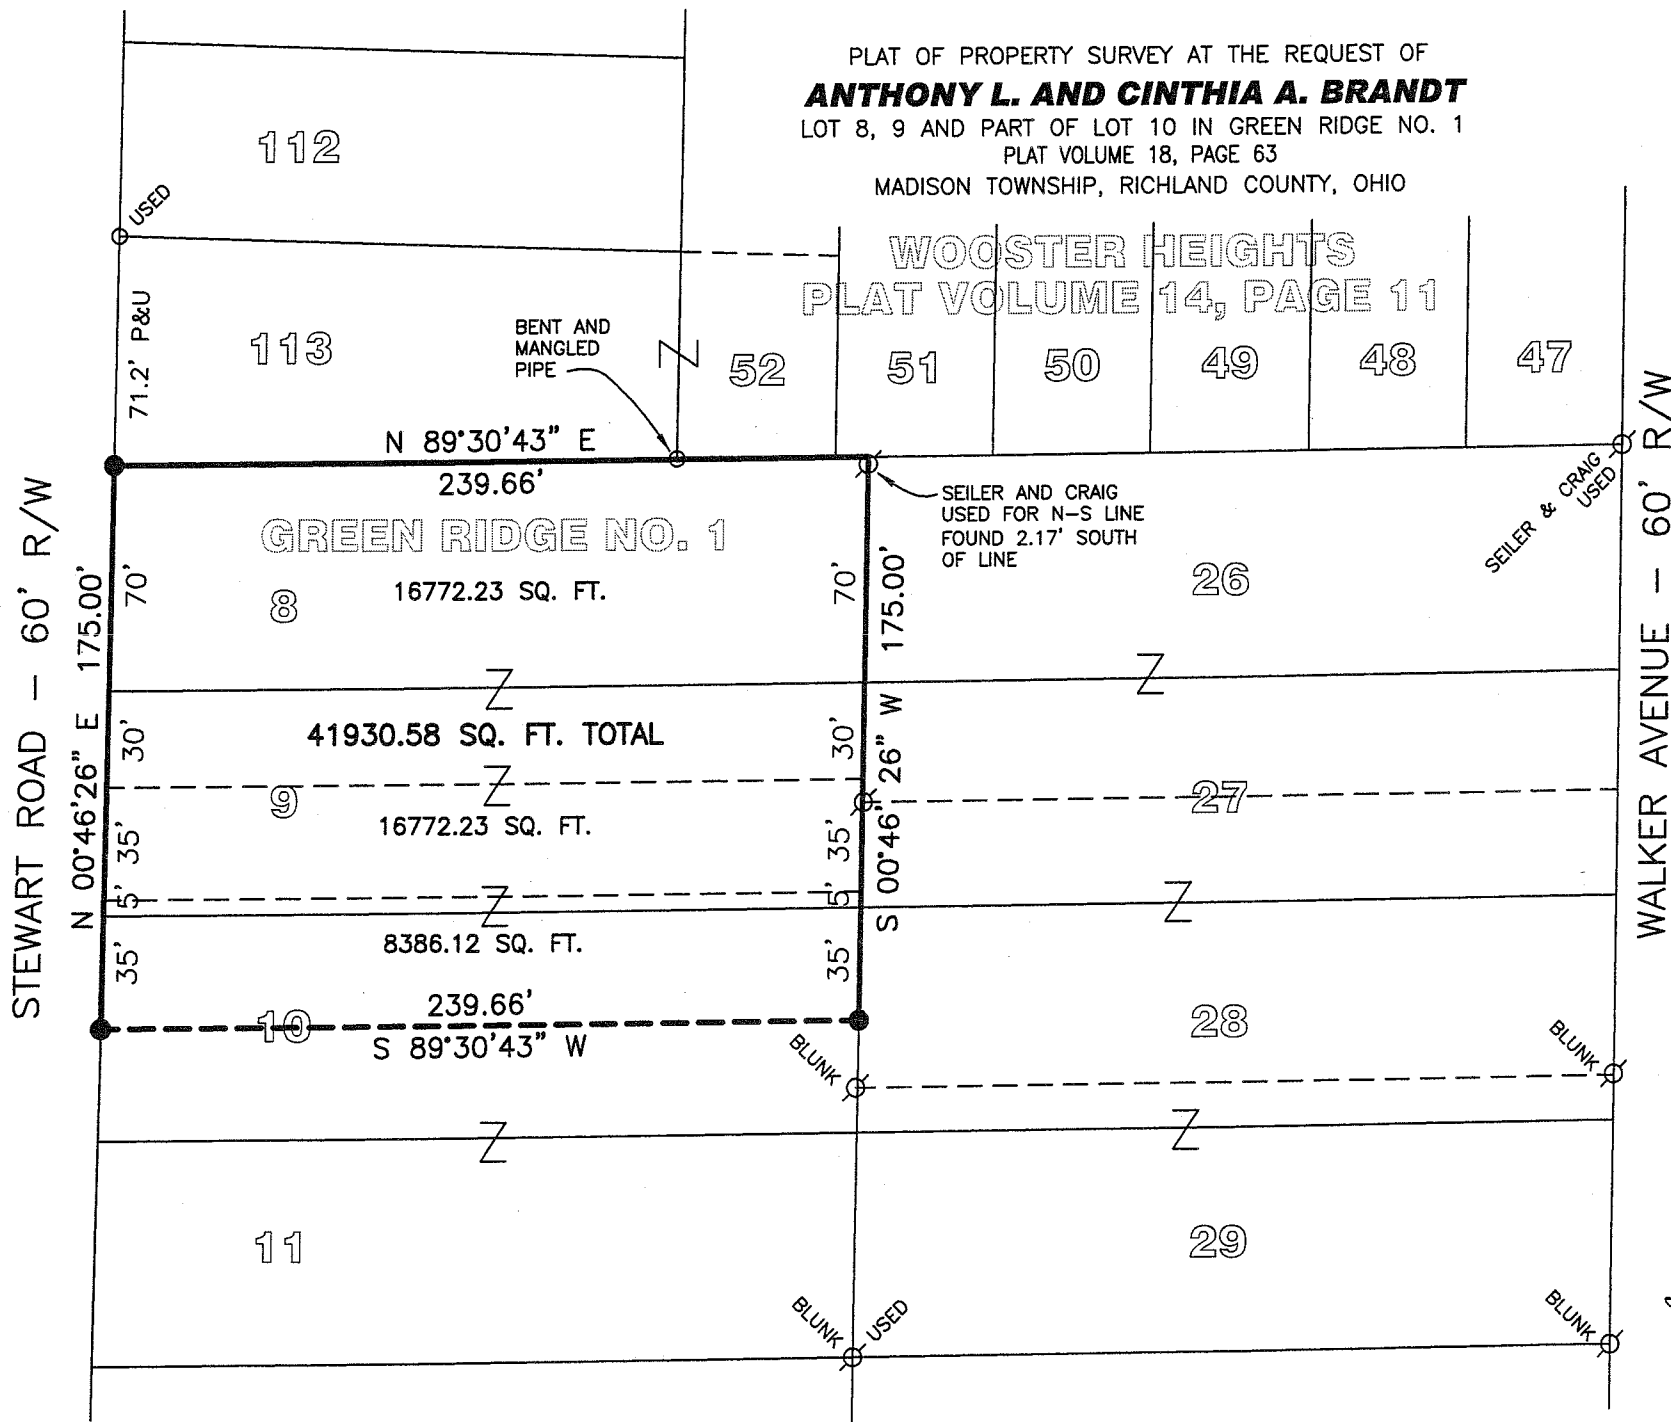 PLAT OF PROPERTY SURVEY AT THE REQUEST OF
ANTHONY L. AND CINTHIA A. BRANDT
LOT 8, 9 AND PART OF LOT 10 IN GREEN RIDGE NO. 1
PLAT VOLUME 18, PAGE 63
MADISON TOWNSHIP, RICHLAND COUNTY, OHIO
112
USED
WOOSTER HEIGHTS
PLAT VOLUME 14, PAGE 11
71.2' P&U
113
BENT AND
MANGLED
PIPE
52
51
50
49
48
47
N 89°30'43" E
239.66'
SEILER AND CRAIG
USED FOR N-S LINE
FOUND 2.17' SOUTH
OF LINE
SEILER & CRAIG
USED
STEWART ROAD – 60' R/W
WALKER AVENUE – 60' R/W
N 00°46'26" E 175.00'
S 00°46'26" W 175.00'
GREEN RIDGE NO. 1
8
16772.23 SQ. FT.
70'
70'
26
41930.58 SQ. FT. TOTAL
30'
30'
9
16772.23 SQ. FT.
27
35'
35'
5'
5'
8386.12 SQ. FT.
35'
35'
239.66'
10
S 89°30'43" W
28
BLUNK
BLUNK
11
29
BLUNK
USED
BLUNK